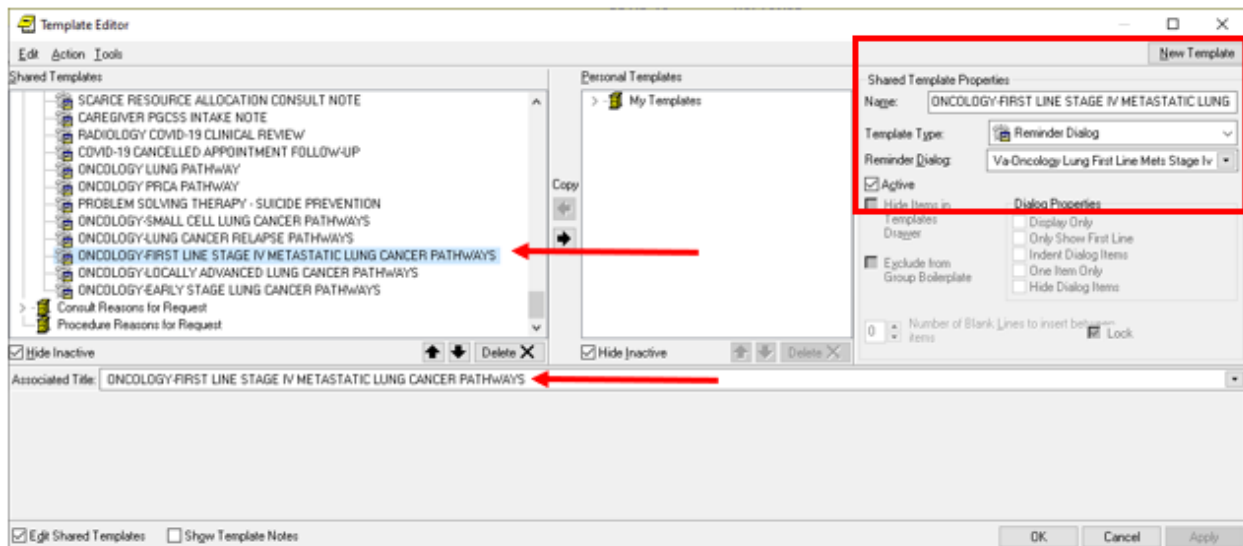 Template Editor
Edit Action Tools
New Template
Shared Templates
SCARCE RESOURCE ALLOCATION CONSULT NOTE
CAREGIVER PGCSS INTAKE NOTE
RADIOLOGY COVID-19 CLINICAL REVIEW
COVID-19 CANCELLED APPOINTMENT FOLLOW-UP
ONCOLOGY LUNG PATHWAY
ONCOLOGY PRCA PATHWAY
PROBLEM SOLVING THERAPY - SUICIDE PREVENTION
ONCOLOGY-SMALL CELL LUNG CANCER PATHWAYS
ONCOLOGY-LUNG CANCER RELAPSE PATHWAYS
ONCOLOGY-FIRST LINE STAGE IV METASTATIC LUNG CANCER PATHWAYS
ONCOLOGY-LOCALLY ADVANCED LUNG CANCER PATHWAYS
ONCOLOGY-EARLY STAGE LUNG CANCER PATHWAYS
Consult Reasons for Request
Procedure Reasons for Request
Hide Inactive
Delete
Copy
Personal Templates
My Templates
Hide Inactive
Delete
Shared Template Properties
Name: ONCOLOGY-FIRST LINE STAGE IV METASTATIC LUNG
Template Type: Reminder Dialog
Reminder Dialog: Va-Oncology Lung First Line Mets Stage Iv
Active
Hide Items in
Templates
Drawer
Exclude from
Group Boilerplate
Dialog Properties
Display Only
Only Show First Line
Indent Dialog Items
One Item Only
Hide Dialog Items
0 Number of Blank Lines to insert between
items
Lock
Associated Title: ONCOLOGY-FIRST LINE STAGE IV METASTATIC LUNG CANCER PATHWAYS
Edit Shared Templates Show Template Notes
OK Cancel Apply